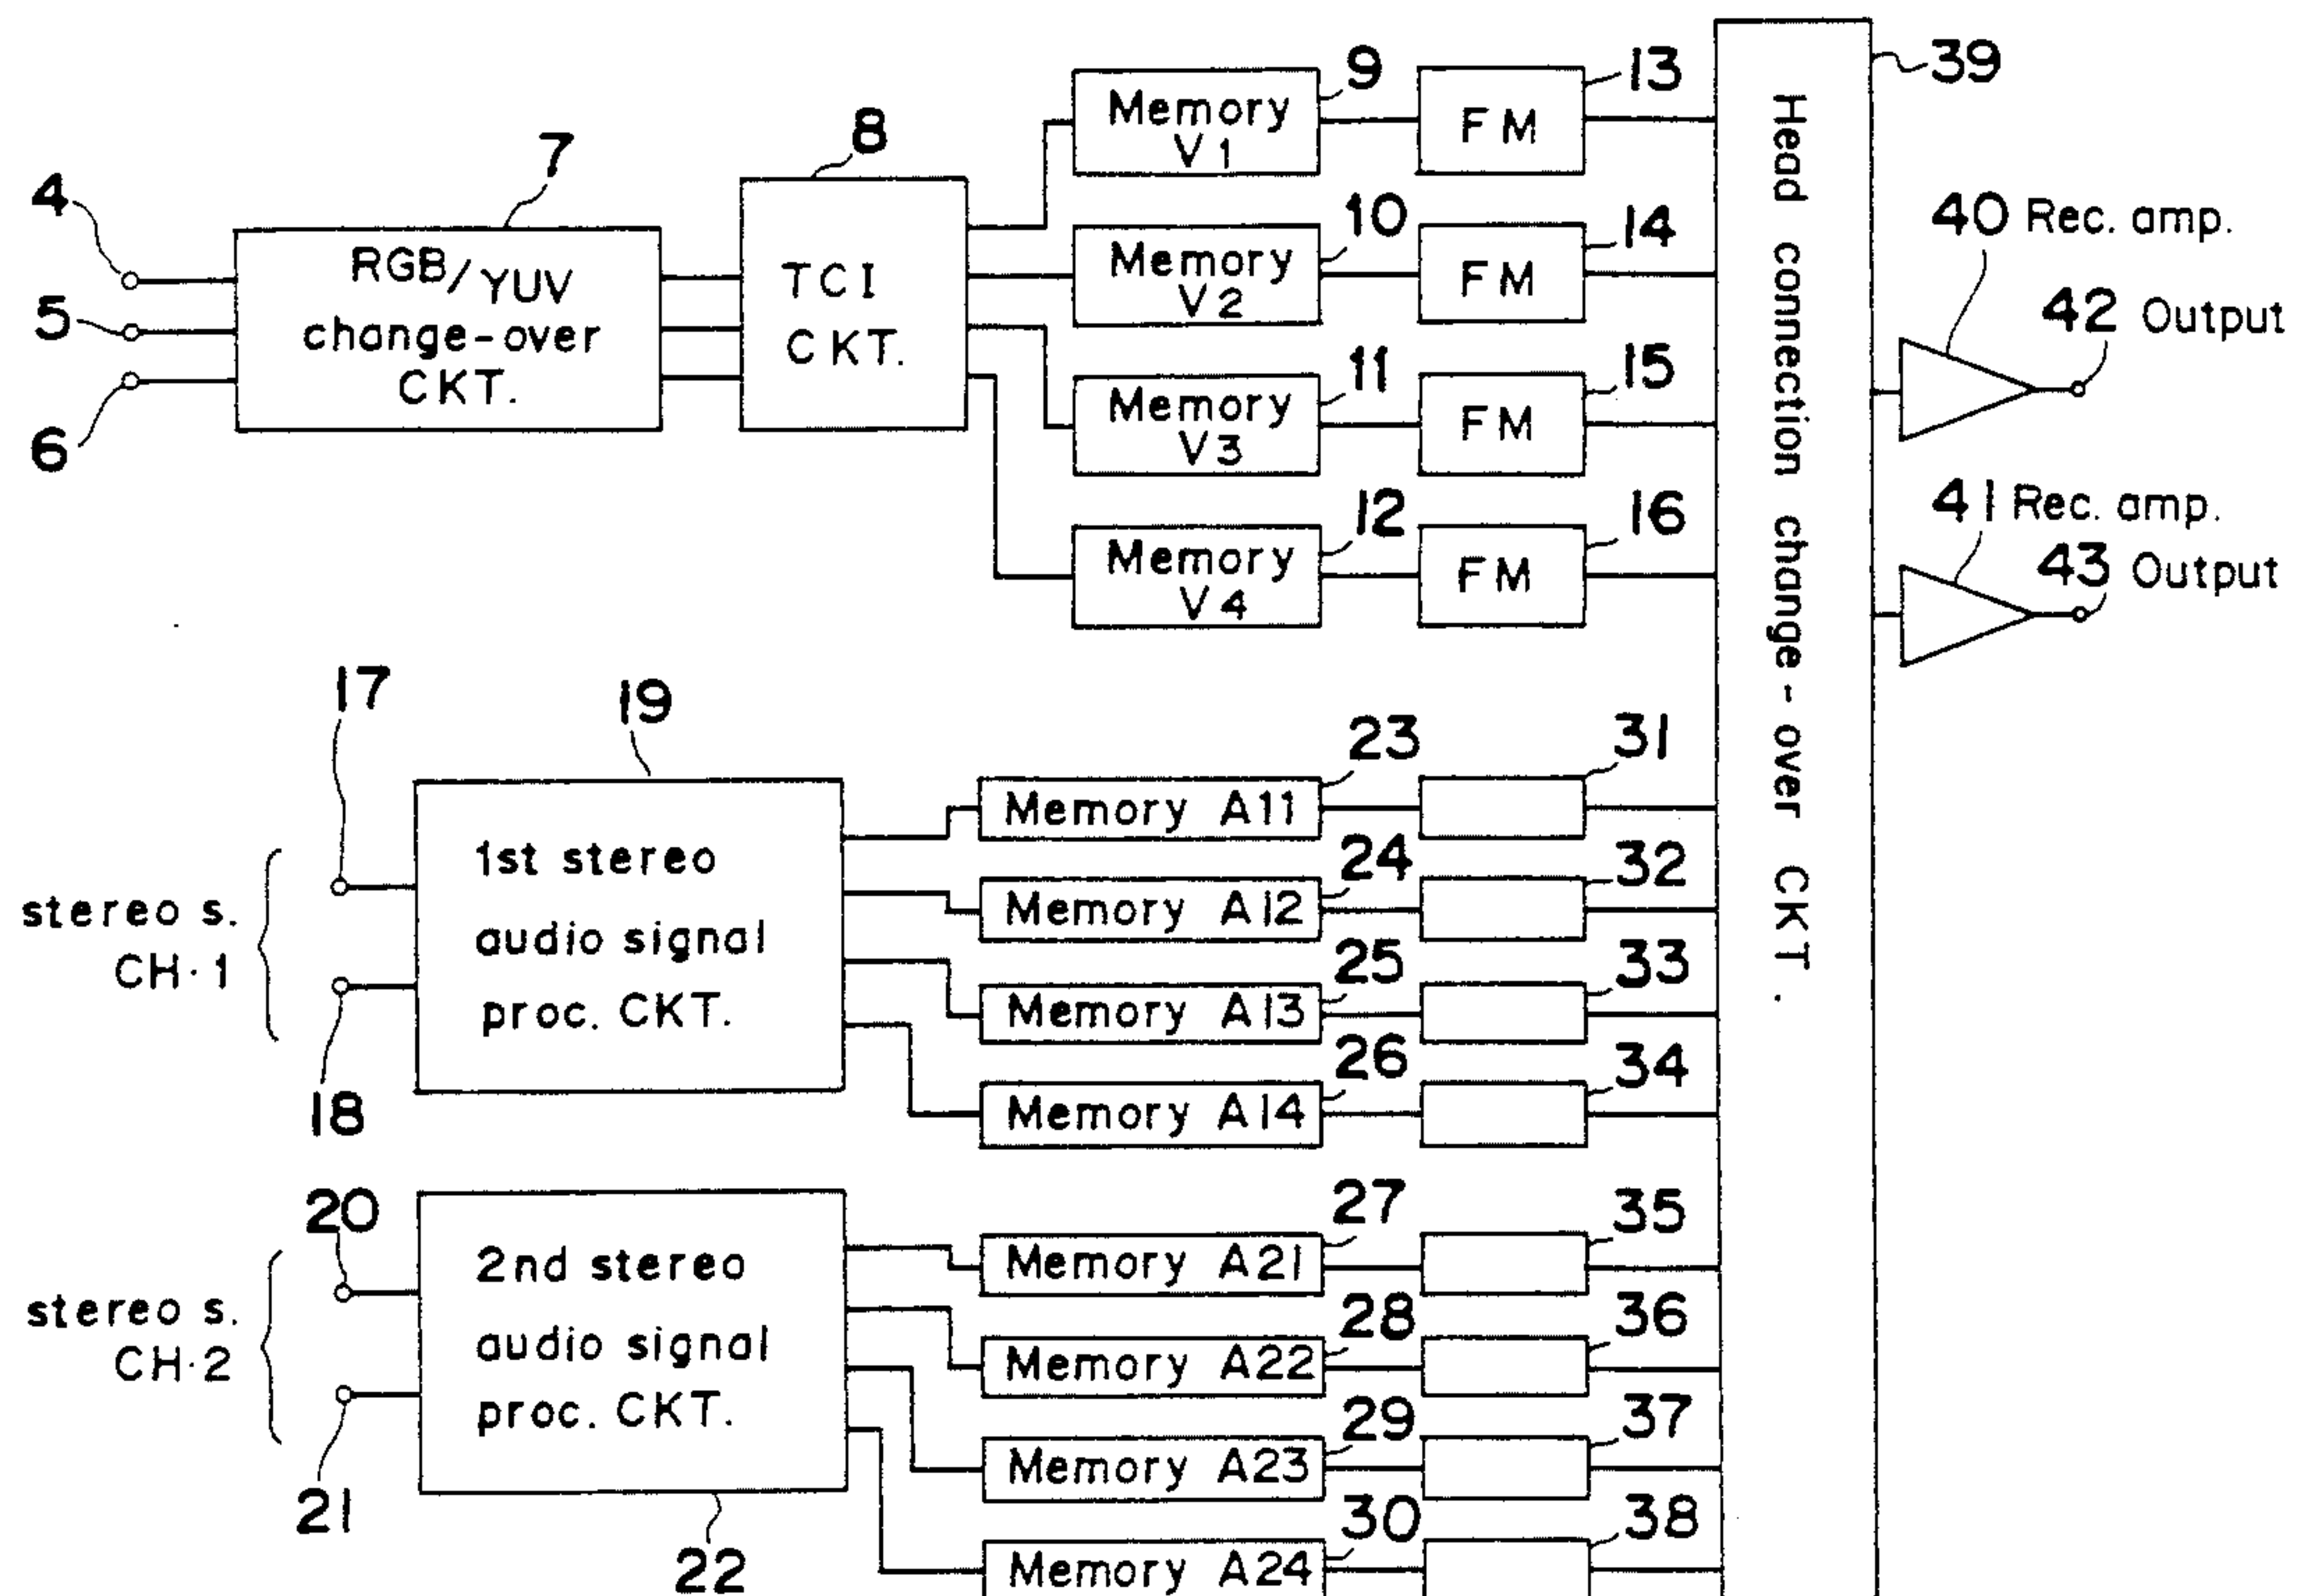 4
5
6
7
RGB/YUV
change-over
CKT.
8
TCI
CKT.
Memory
V1
9
FM
13
Memory
V2
10
FM
14
Memory
V3
11
FM
15
Memory
V4
12
FM
16
Head connection change-over CKT.
39
40 Rec. amp.
42 Output
41 Rec. amp.
43 Output
17
18
stereo s.
CH·1
19
1st stereo
audio signal
proc. CKT.
Memory A11
23
31
Memory A12
24
32
Memory A13
25
33
Memory A14
26
34
20
21
stereo s.
CH·2
2nd stereo
audio signal
proc. CKT.
22
Memory A21
27
35
Memory A22
28
36
Memory A23
29
37
Memory A24
30
38